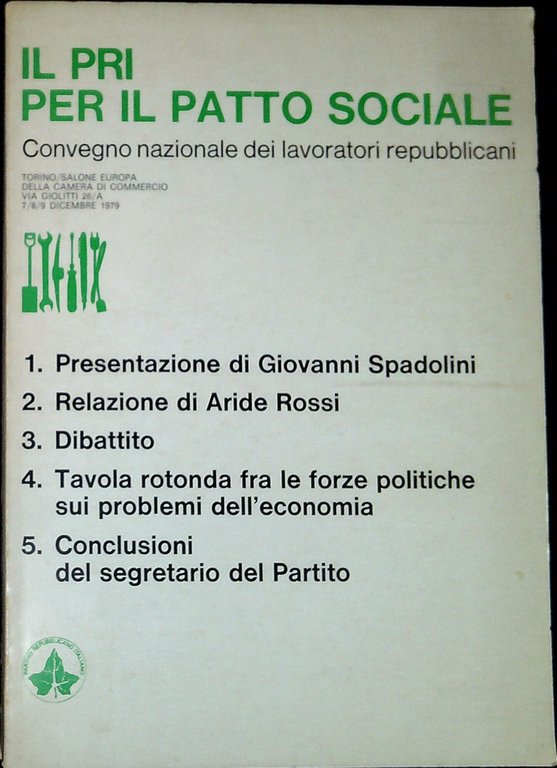 IL PRI
PER IL PATTO SOCIALE
Convegno nazionale dei lavoratori repubblicani
TORINO/SALONE EUROPA
DELLA CAMERA DI COMMERCIO
VIA GIOLITTI 26/A
7/8/9 DICEMBRE 1979
1. Presentazione di Giovanni Spadolini
2. Relazione di Aride Rossi
3. Dibattito
4. Tavola rotonda fra le forze politiche
sui problemi dell'economia
5. Conclusioni
del segretario del Partito
PARTITO REPUBBLICANO ITALIANO